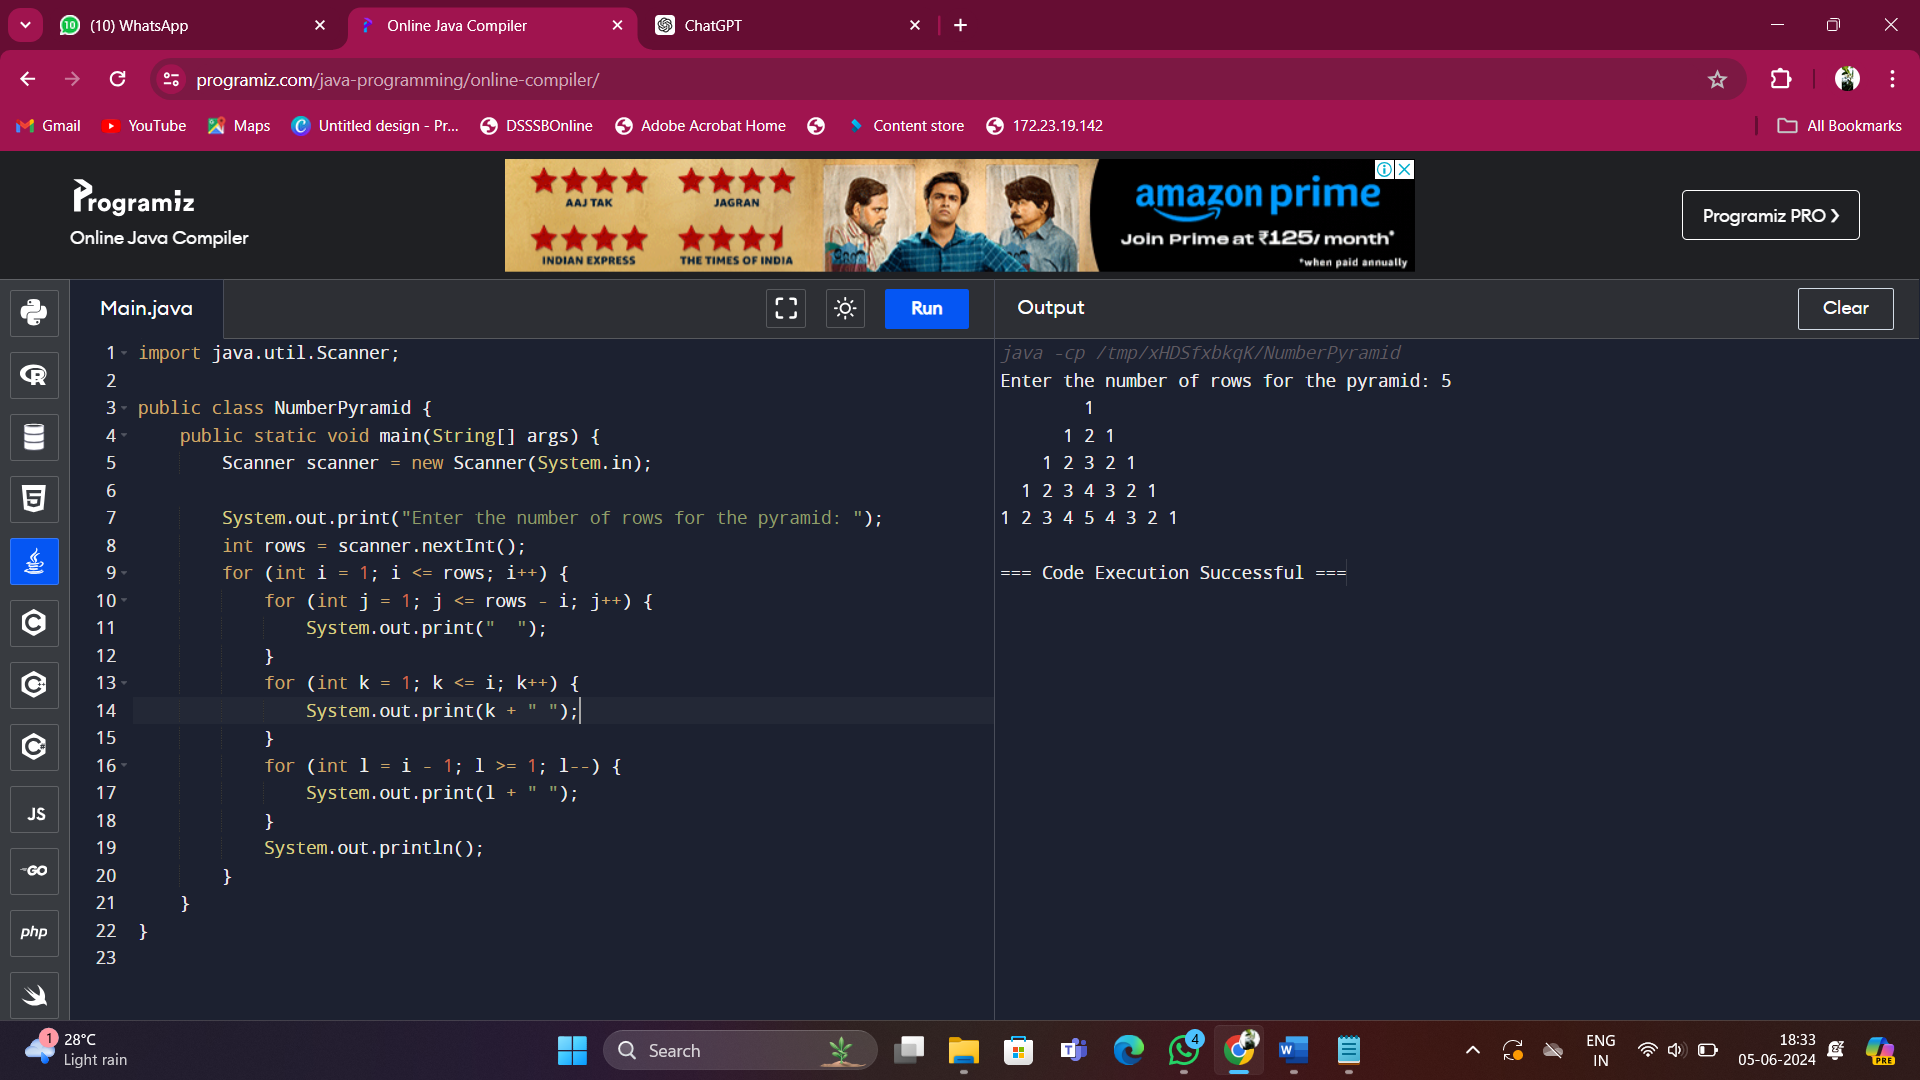 (10) WhatsApp
Online Java Compiler
ChatGPT
programiz.com/java-programming/online-compiler/
Gmail
YouTube
Maps
Untitled design - Pr...
DSSSBOnline
Adobe Acrobat Home
Content store
172.23.19.142
All Bookmarks
Programiz
Online Java Compiler
AAJ TAK
JAGRAN
INDIAN EXPRESS
THE TIMES OF INDIA
amazon prime
Join Prime at ₹125/ month*
*when paid annually
Programiz PRO ❯
Main.java
Run
Output
Clear
1 import java.util.Scanner;
2
3 public class NumberPyramid {
4     public static void main(String[] args) {
5         Scanner scanner = new Scanner(System.in);
6
7         System.out.print("Enter the number of rows for the pyramid: ");
8         int rows = scanner.nextInt();
9         for (int i = 1; i <= rows; i++) {
10             for (int j = 1; j <= rows - i; j++) {
11                 System.out.print("  ");
12             }
13             for (int k = 1; k <= i; k++) {
14                 System.out.print(k + " ");
15             }
16             for (int l = i - 1; l >= 1; l--) {
17                 System.out.print(l + " ");
18             }
19             System.out.println();
20         }
21     }
22 }
23
java -cp /tmp/xHDSfxbkqK/NumberPyramid
Enter the number of rows for the pyramid: 5
        1
      1 2 1
    1 2 3 2 1
  1 2 3 4 3 2 1
1 2 3 4 5 4 3 2 1
=== Code Execution Successful ===
R
5
C
C
C
JS
GO
php
1
28°C
Light rain
Search
4
ENG
IN
18:33
05-06-2024
PRE